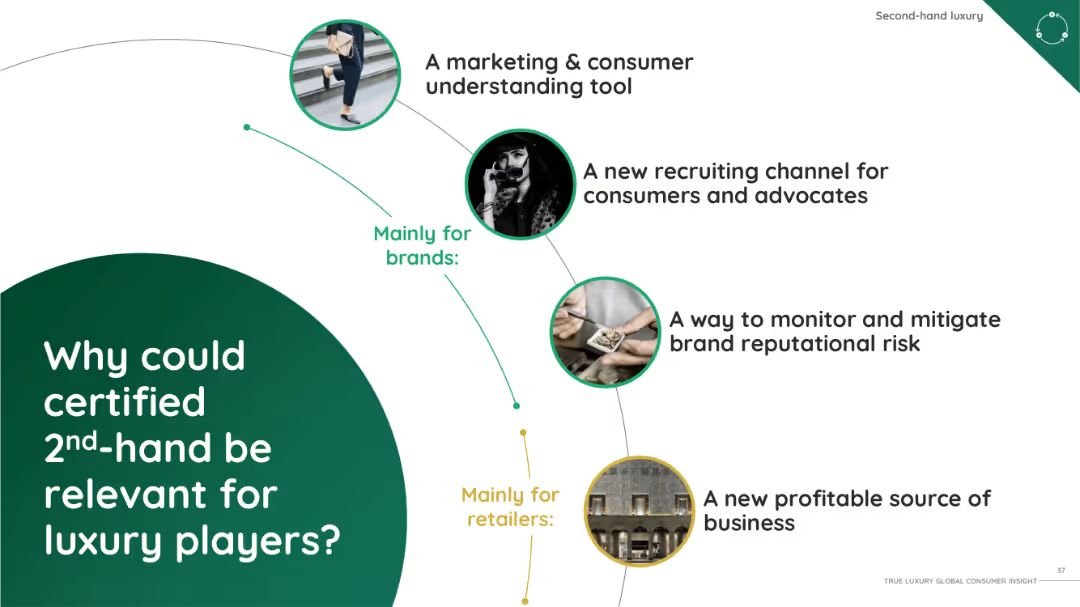 Second-hand luxury
A marketing & consumer
understanding tool
A new recruiting channel for
consumers and advocates
Mainly for
brands:
A way to monitor and mitigate
brand reputational risk
Why could
certified
2nd-hand be
relevant for
luxury players?
Mainly for
retailers:
A new profitable source of
business
37
TRUE LUXURY GLOBAL CONSUMER INSIGHT